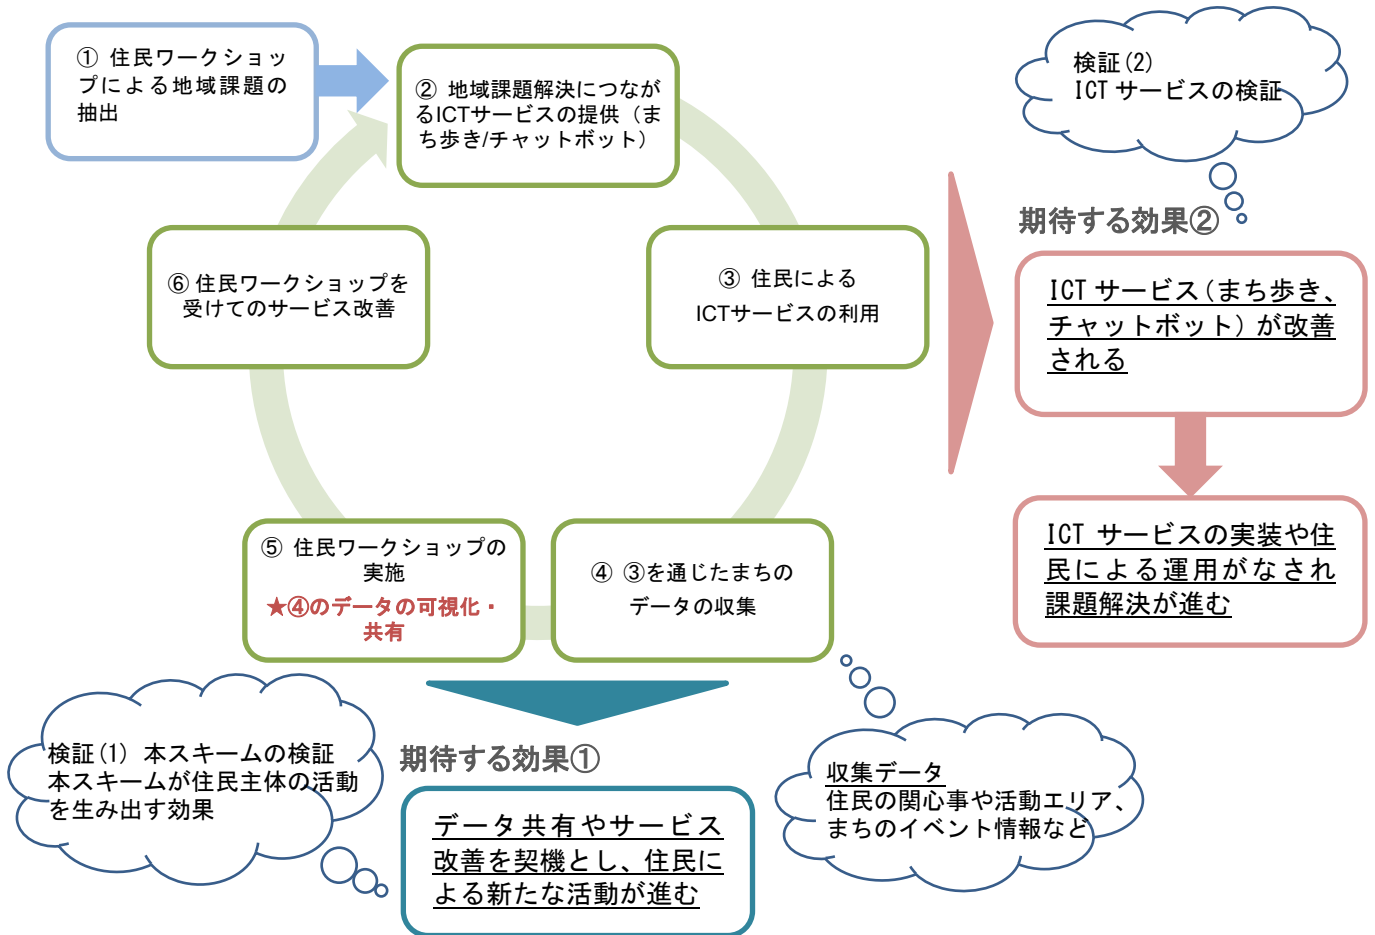 ① 住民ワークショッ
プによる地域課題の
抽出
② 地域課題解決につなが
るICTサービスの提供（ま
ち歩き/チャットボット）
③ 住民による
ICTサービスの利用
④ ③を通じたまちの
データの収集
⑤ 住民ワークショップの
実施
★④のデータの可視化・
共有
⑥ 住民ワークショップを
受けてのサービス改善
検証(2)
ICT サービスの検証
期待する効果②
ICT サービス(まち歩き、
チャットボット）が改善
される
ICT サービスの実装や住
民による運用がなされ
課題解決が進む
検証(1) 本スキームの検証
本スキームが住民主体の活動
を生み出す効果
期待する効果①
データ共有やサービス
改善を契機とし、住民に
よる新たな活動が進む
収集データ
住民の関心事や活動エリア、
まちのイベント情報など